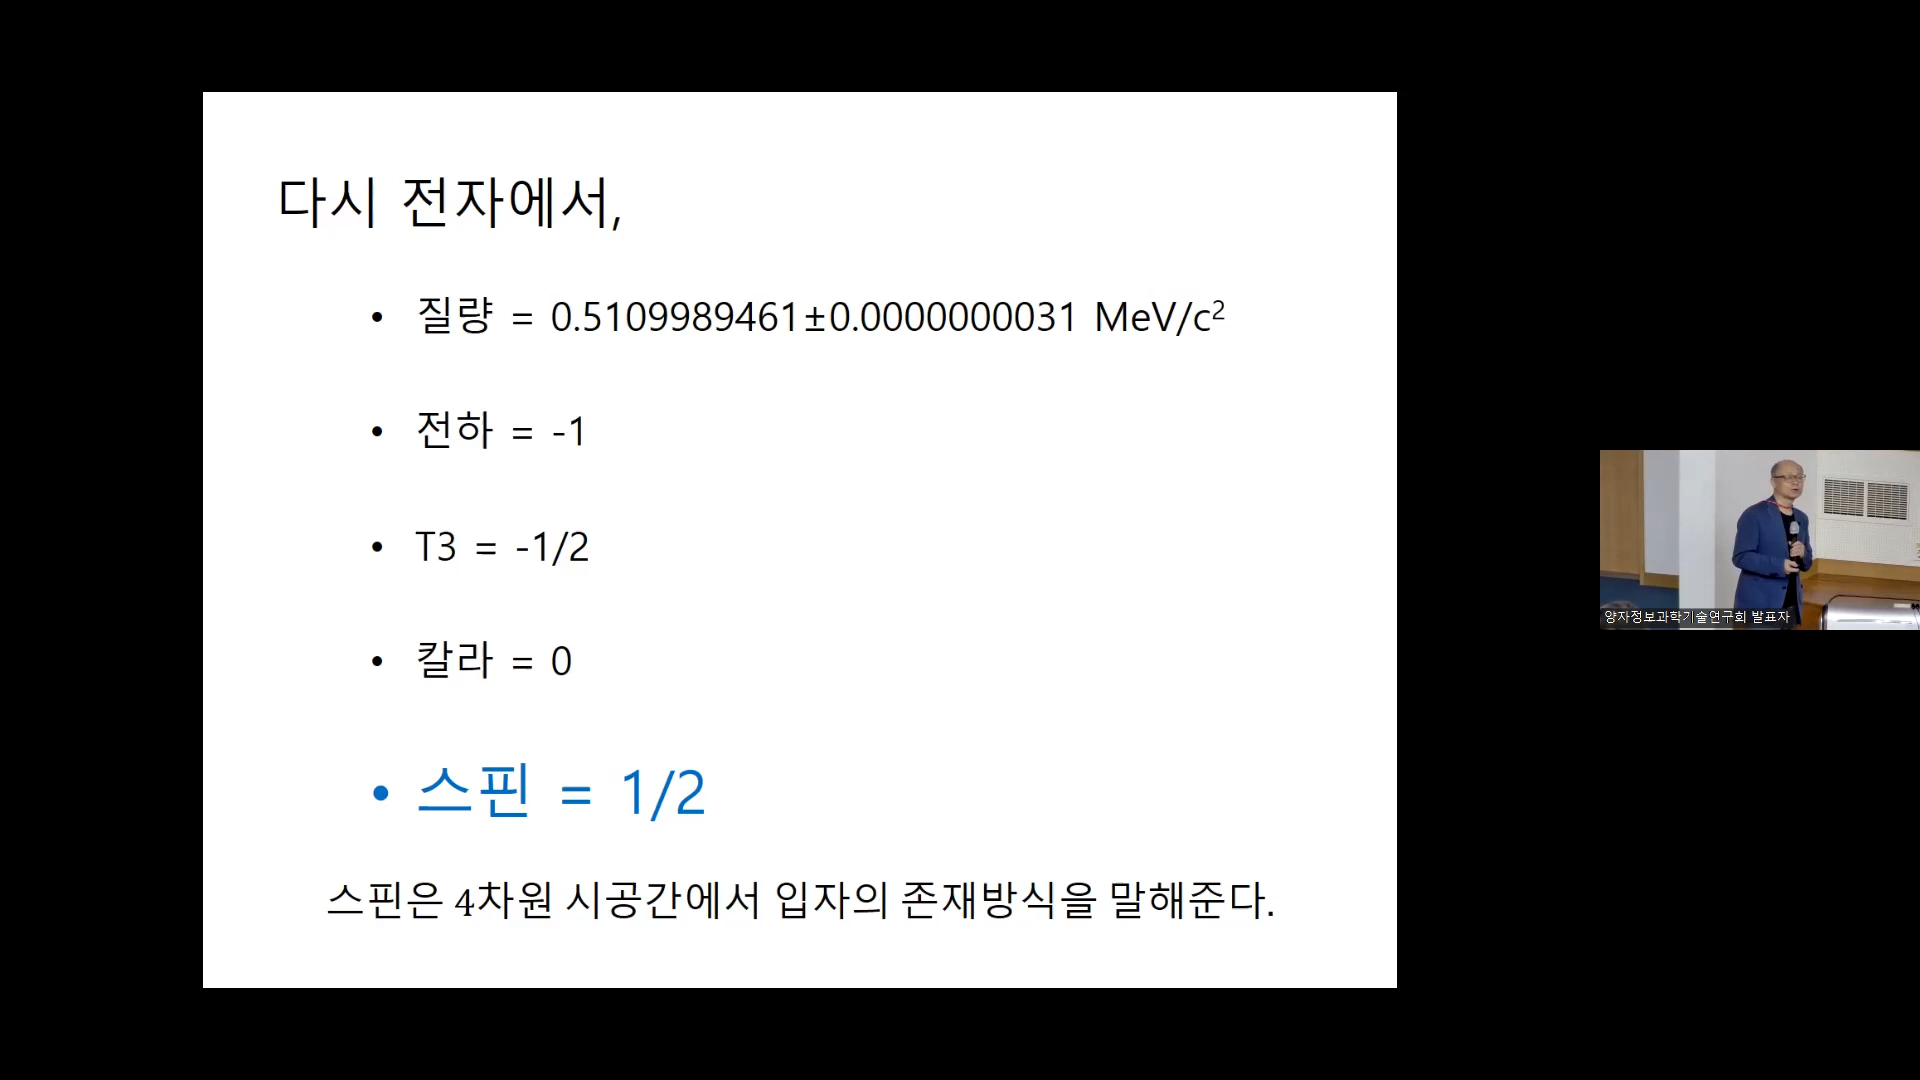 다시 전자에서,
• 질량 = 0.5109989461±0.0000000031 MeV/c²
• 전하 = -1
• T3 = -1/2
• 칼라 = 0
• 스핀 = 1/2
스핀은 4차원 시공간에서 입자의 존재방식을 말해준다.
양자정보과학기술연구회 발표자